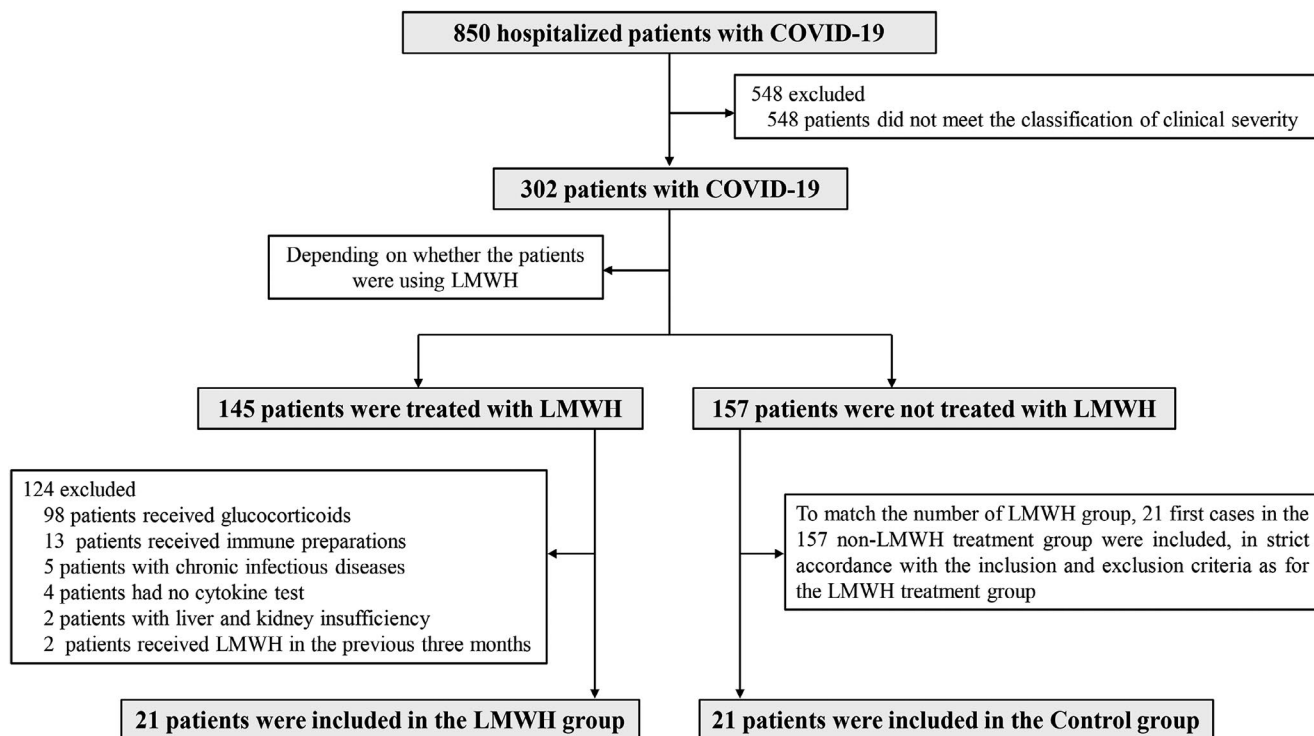 850 hospitalized patients with COVID-19
548 excluded
548 patients did not meet the classification of clinical severity
302 patients with COVID-19
Depending on whether the patients
were using LMWH
145 patients were treated with LMWH
157 patients were not treated with LMWH
124 excluded
98 patients received glucocorticoids
13 patients received immune preparations
5 patients with chronic infectious diseases
4 patients had no cytokine test
2 patients with liver and kidney insufficiency
2 patients received LMWH in the previous three months
To match the number of LMWH group, 21 first cases in the
157 non-LMWH treatment group were included, in strict
accordance with the inclusion and exclusion criteria as for
the LMWH treatment group
21 patients were included in the LMWH group
21 patients were included in the Control group